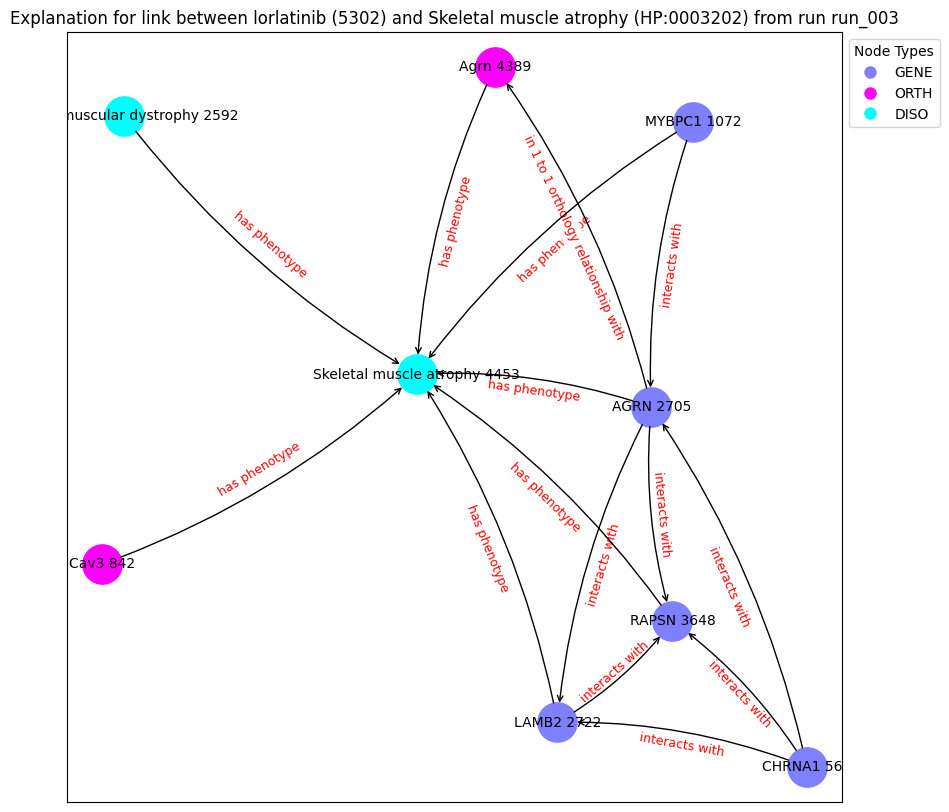 Explanation for link between lorlatinib (5302) and Skeletal muscle atrophy (HP:0003202) from run run_003
Node Types
GENE
ORTH
DISO
Agrn 4389
muscular dystrophy 2592
MYBPC1 1072
in 1 to 1 orthology relationship with
has phenotype
has phenotype
has phen
interacts with
Skeletal muscle atrophy 4453
has phenotype
AGRN 2705
has phenotype
has phenotype
has phenotype
interacts with
interacts with
interacts with
Cav3 842
RAPSN 3648
interacts with
interacts with
LAMB2 2722
interacts with
CHRNA1 56